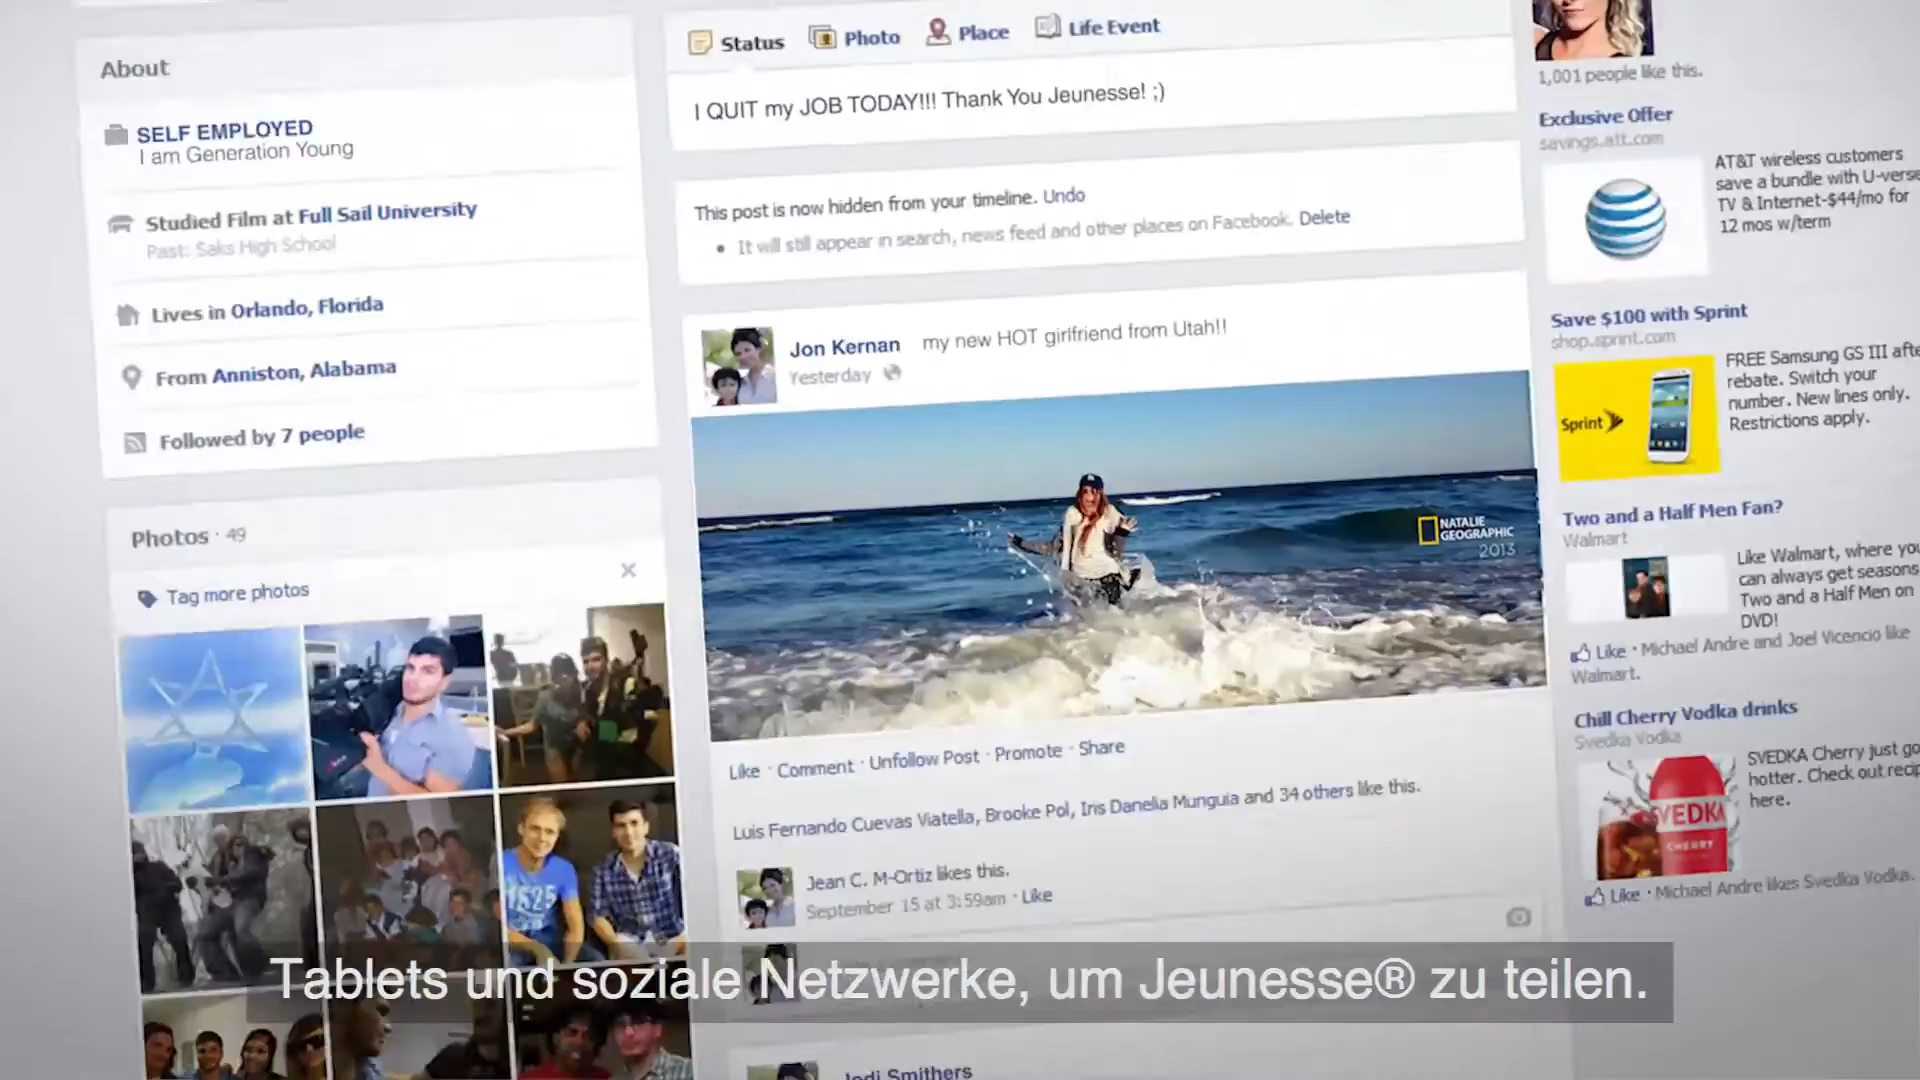 About
SELF EMPLOYED
I am Generation Young
Studied Film at Full Sail University
Past: Saks High School
Lives in Orlando, Florida
From Anniston, Alabama
Followed by 7 people
Photos · 49
Tag more photos
Status
Photo
Place
Life Event
I QUIT my JOB TODAY!!! Thank You Jeunesse! ;)
This post is now hidden from your timeline. Undo
• It will still appear in search, news feed and other places on Facebook. Delete
Jon Kernan my new HOT girlfriend from Utah!!
Yesterday
NATALIE
GEOGRAPHIC
2013
Like · Comment · Unfollow Post · Promote · Share
Luis Fernando Cuevas Viatella, Brooke Pol, Iris Danelia Munguia and 34 others like this.
Jean C. M-Ortiz likes this.
September 15 at 3:59am · Like
Jodi Smithers
1,001 people like this.
Exclusive Offer
savings.att.com
AT&T wireless customers
save a bundle with U-verse
TV & Internet-$44/mo for
12 mos w/term
Save $100 with Sprint
shop.sprint.com
Sprint
FREE Samsung GS III afte
rebate. Switch your
number. New lines only.
Restrictions apply.
Two and a Half Men Fan?
Walmart
Like Walmart, where you
can always get seasons
Two and a Half Men on
DVD!
Like · Michael Andre and Joel Vicencio like
Walmart.
Chill Cherry Vodka drinks
Svedka Vodka
SVEDKA
CHERRY
SVEDKA Cherry just go
hotter. Check out recip
here.
Like · Michael Andre likes Svedka Vodka.
1525
Tablets und soziale Netzwerke, um Jeunesse® zu teilen.